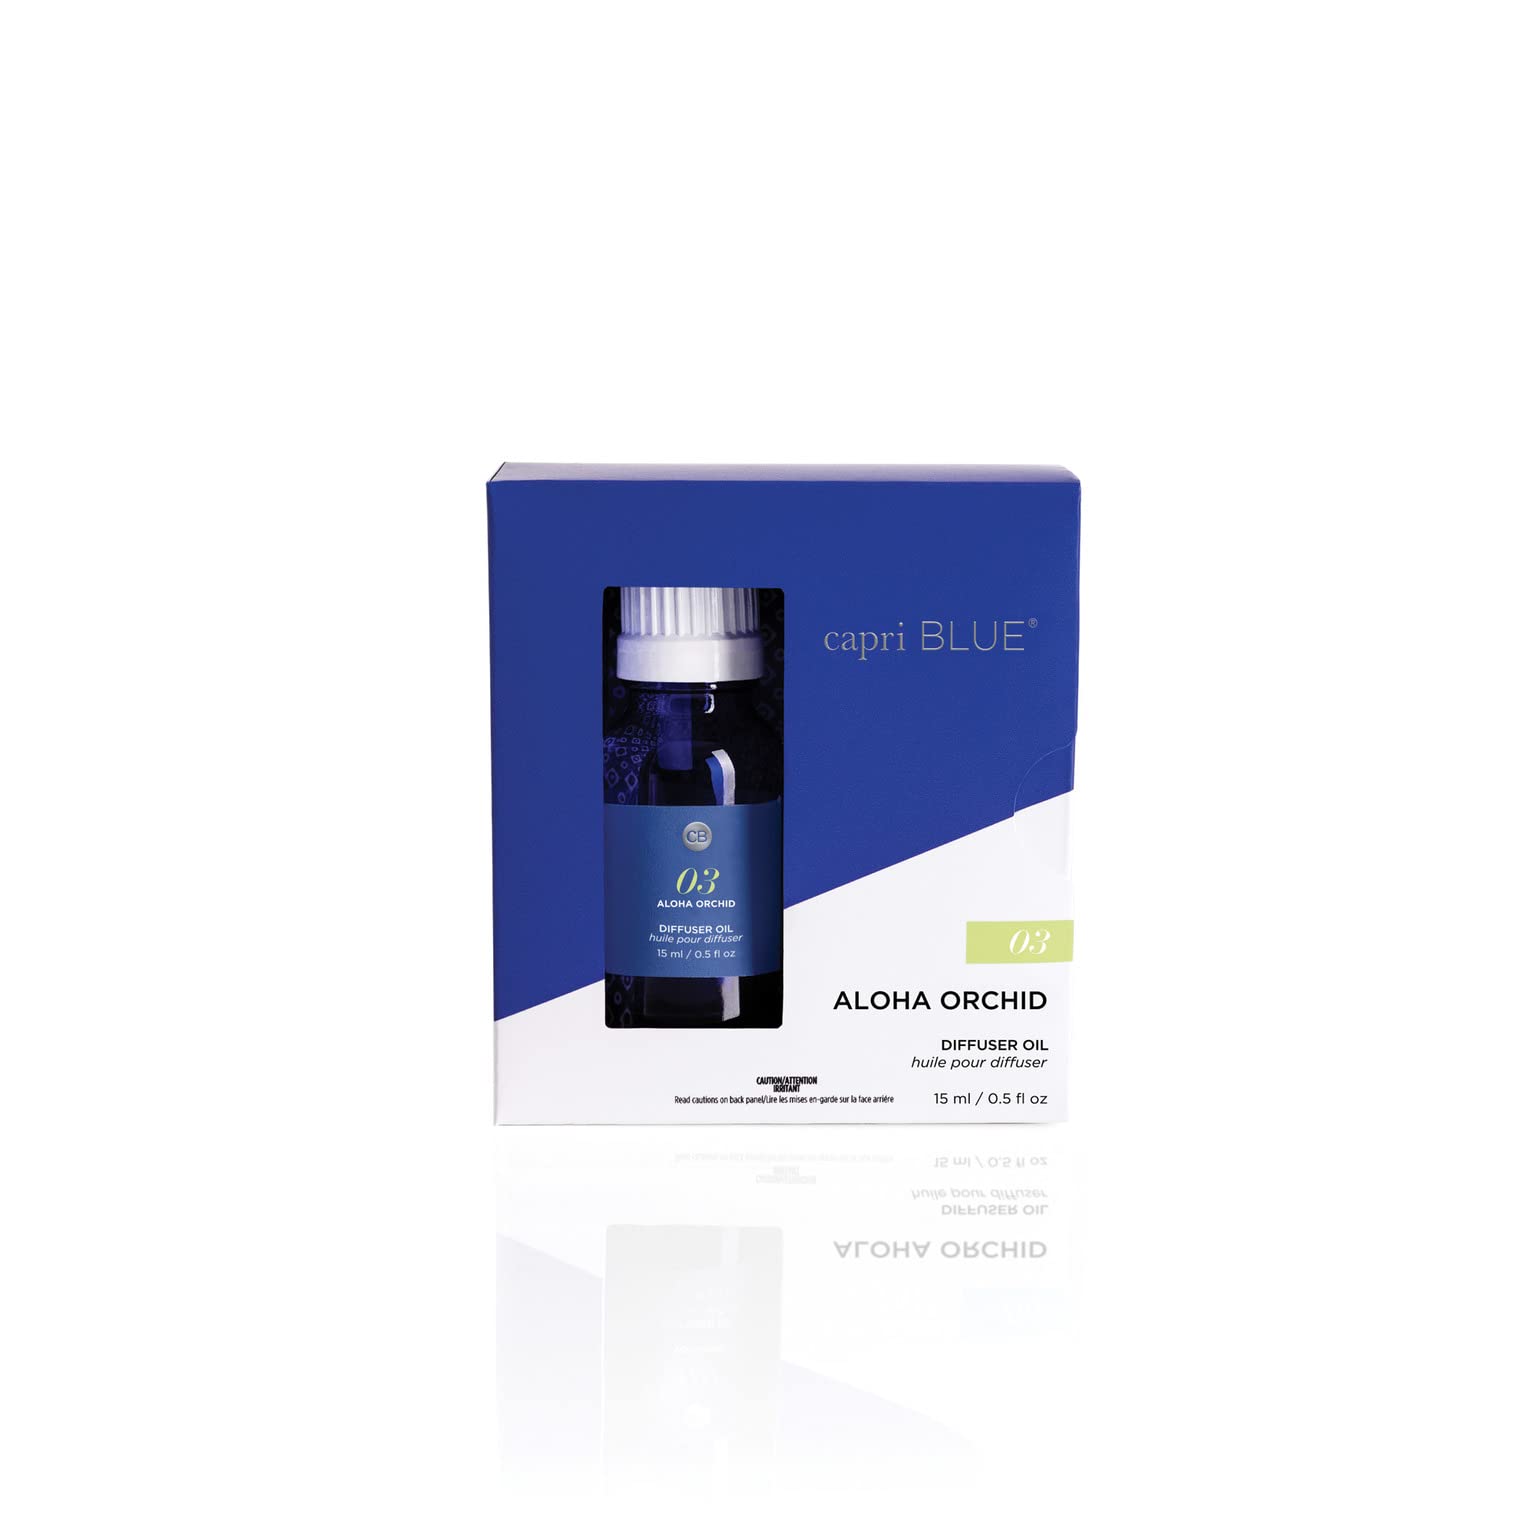 capri BLUE®
CB
03
ALOHA ORCHID
DIFFUSER OIL
huile pour diffuser
15 ml / 0.5 fl oz
03
ALOHA ORCHID
DIFFUSER OIL
huile pour diffuser
15 ml / 0.5 fl oz
CAUTION/ATTENTION
IRRITANT
Read cautions on back panel/Lire les mises en-garde sur la face arriére